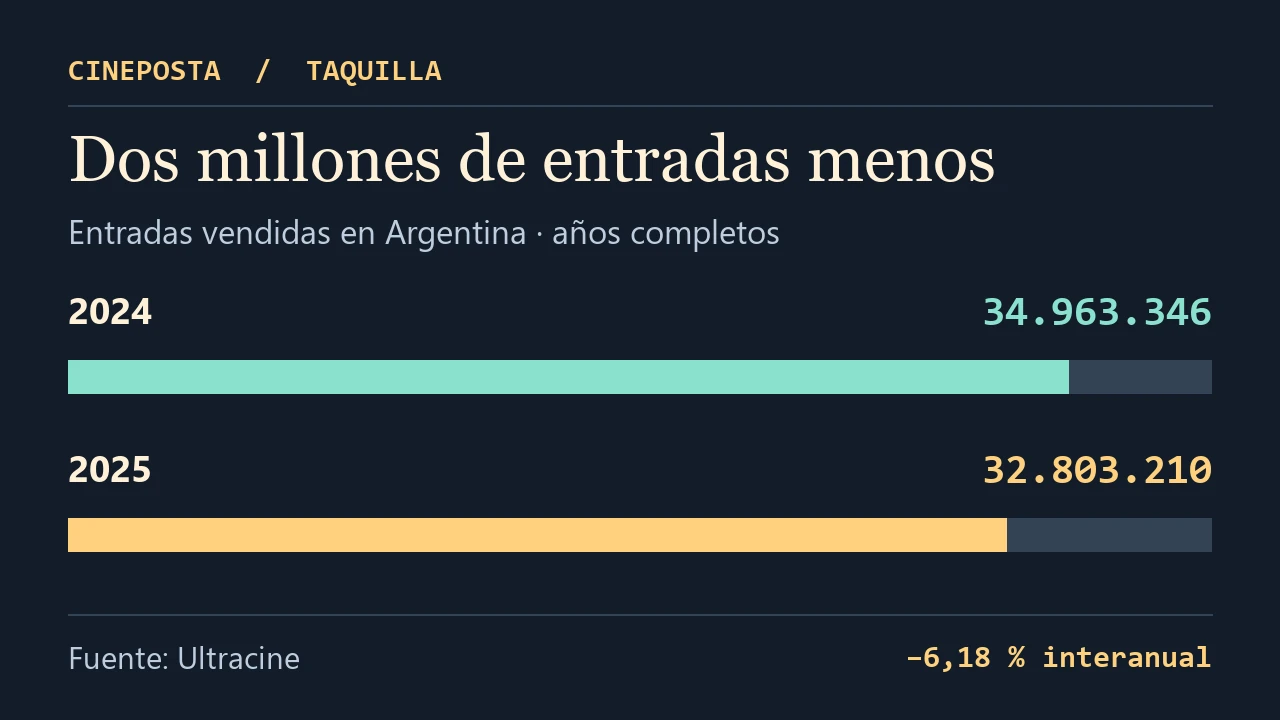 CINEPOSTA / TAQUILLA
Dos millones de entradas menos
Entradas vendidas en Argentina · años completos
2024 34.963.346
2025 32.803.210
Fuente: Ultracine −6,18 % interanual